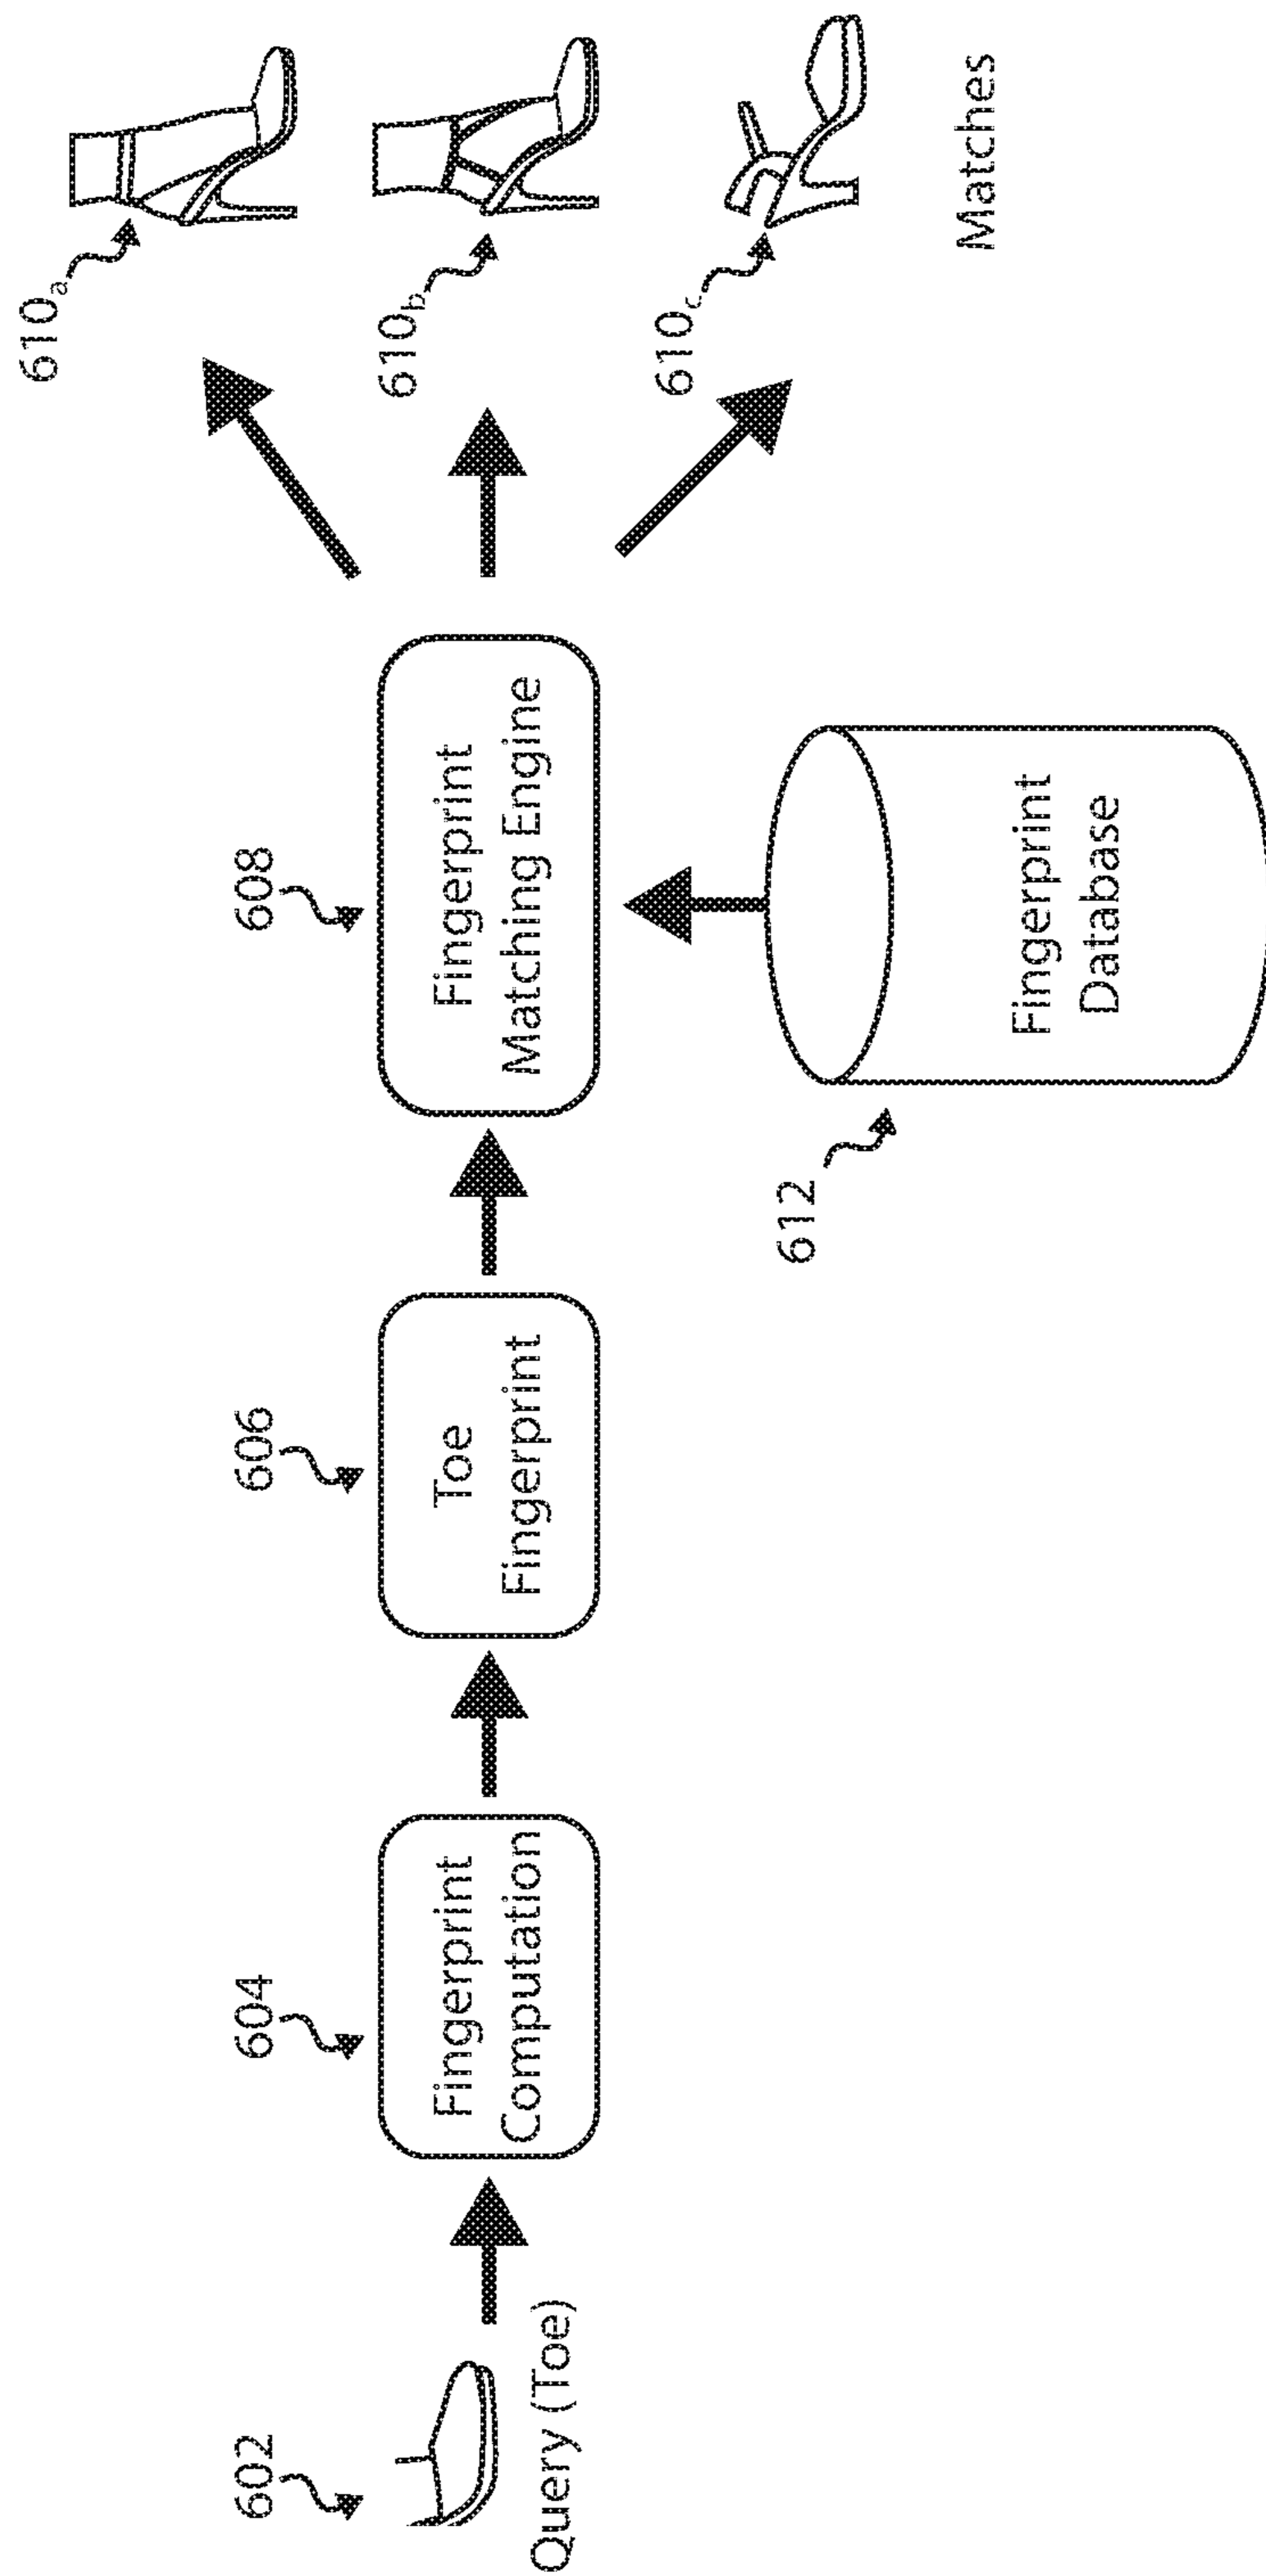 602
Query (Toe)
604
Fingerprint
Computation
606
Toe
Fingerprint
608
Fingerprint
Matching Engine
612
Fingerprint
Database
610a
610b
610c
Matches